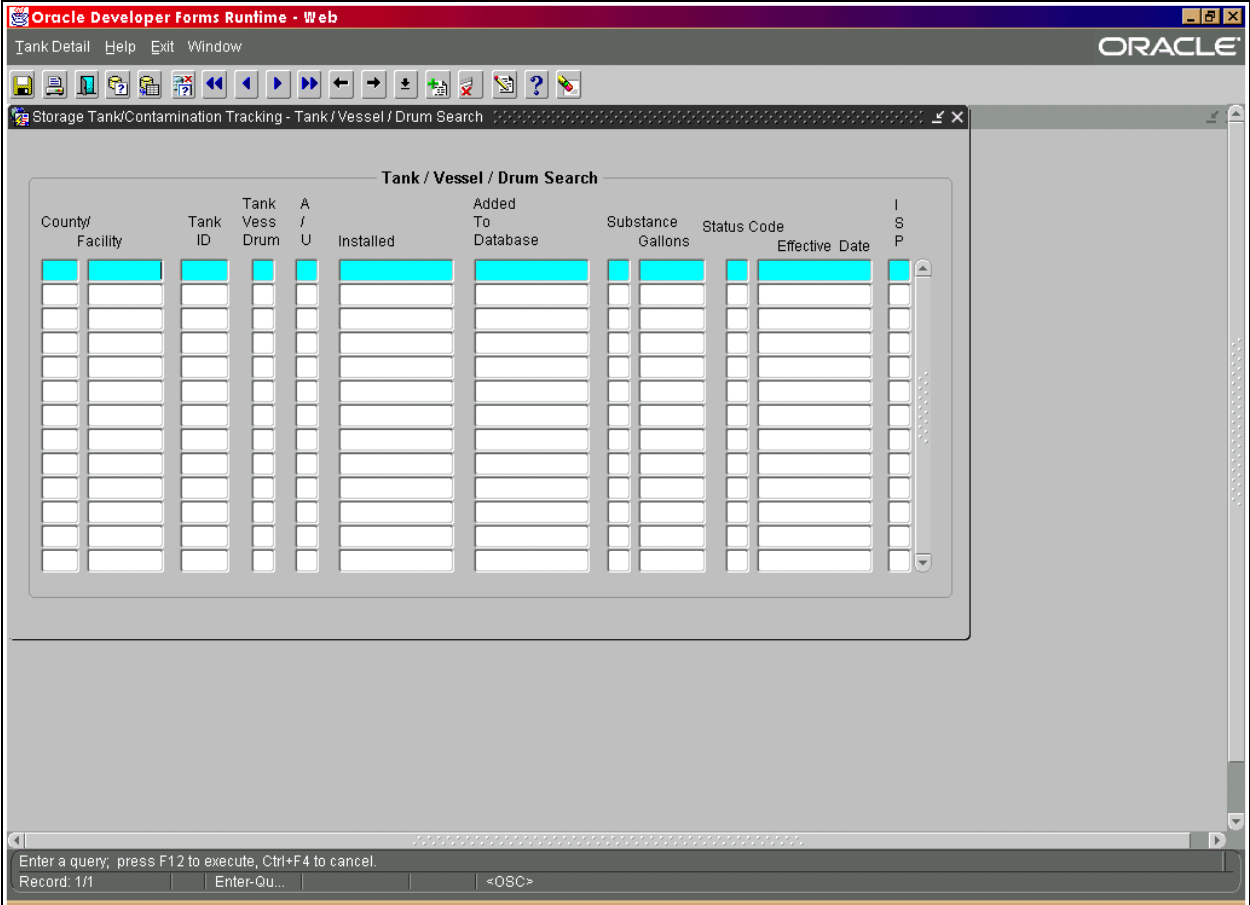 Oracle Developer Forms Runtime - Web
Tank Detail Help Exit Window
ORACLE
Storage Tank/Contamination Tracking - Tank / Vessel / Drum Search
Tank / Vessel / Drum Search
County/
Facility
Tank
ID
Tank
Vess
Drum
A
/
U
Installed
Added
To
Database
Substance
Gallons
Status Code
Effective Date
I
S
P
Enter a query; press F12 to execute, Ctrl+F4 to cancel.
Record: 1/1 Enter-Qu... <OSC>